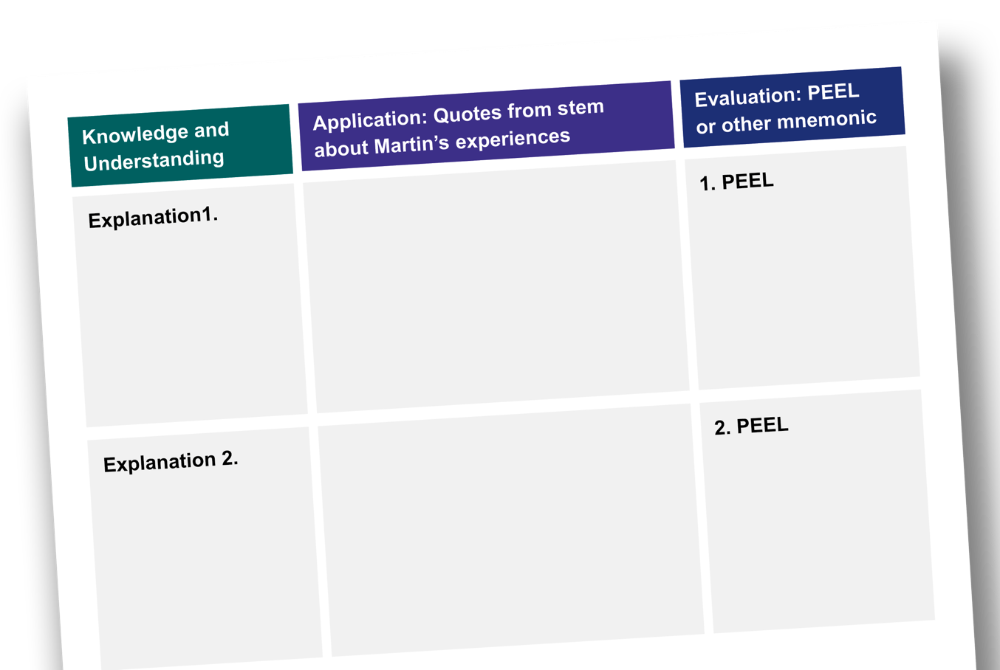 Knowledge and
Understanding
Application: Quotes from stem
about Martin’s experiences
Evaluation: PEEL
or other mnemonic
Explanation1.
1. PEEL
Explanation 2.
2. PEEL